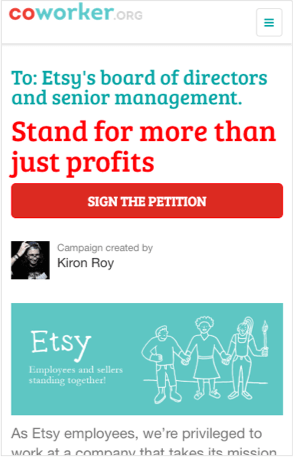 coworker.ORG
To: Etsy's board of directors
and senior management.
Stand for more than
just profits
SIGN THE PETITION
Campaign created by
Kiron Roy
Etsy
Employees and sellers
standing together!
As Etsy employees, we're privileged to
work at a company that takes its mission